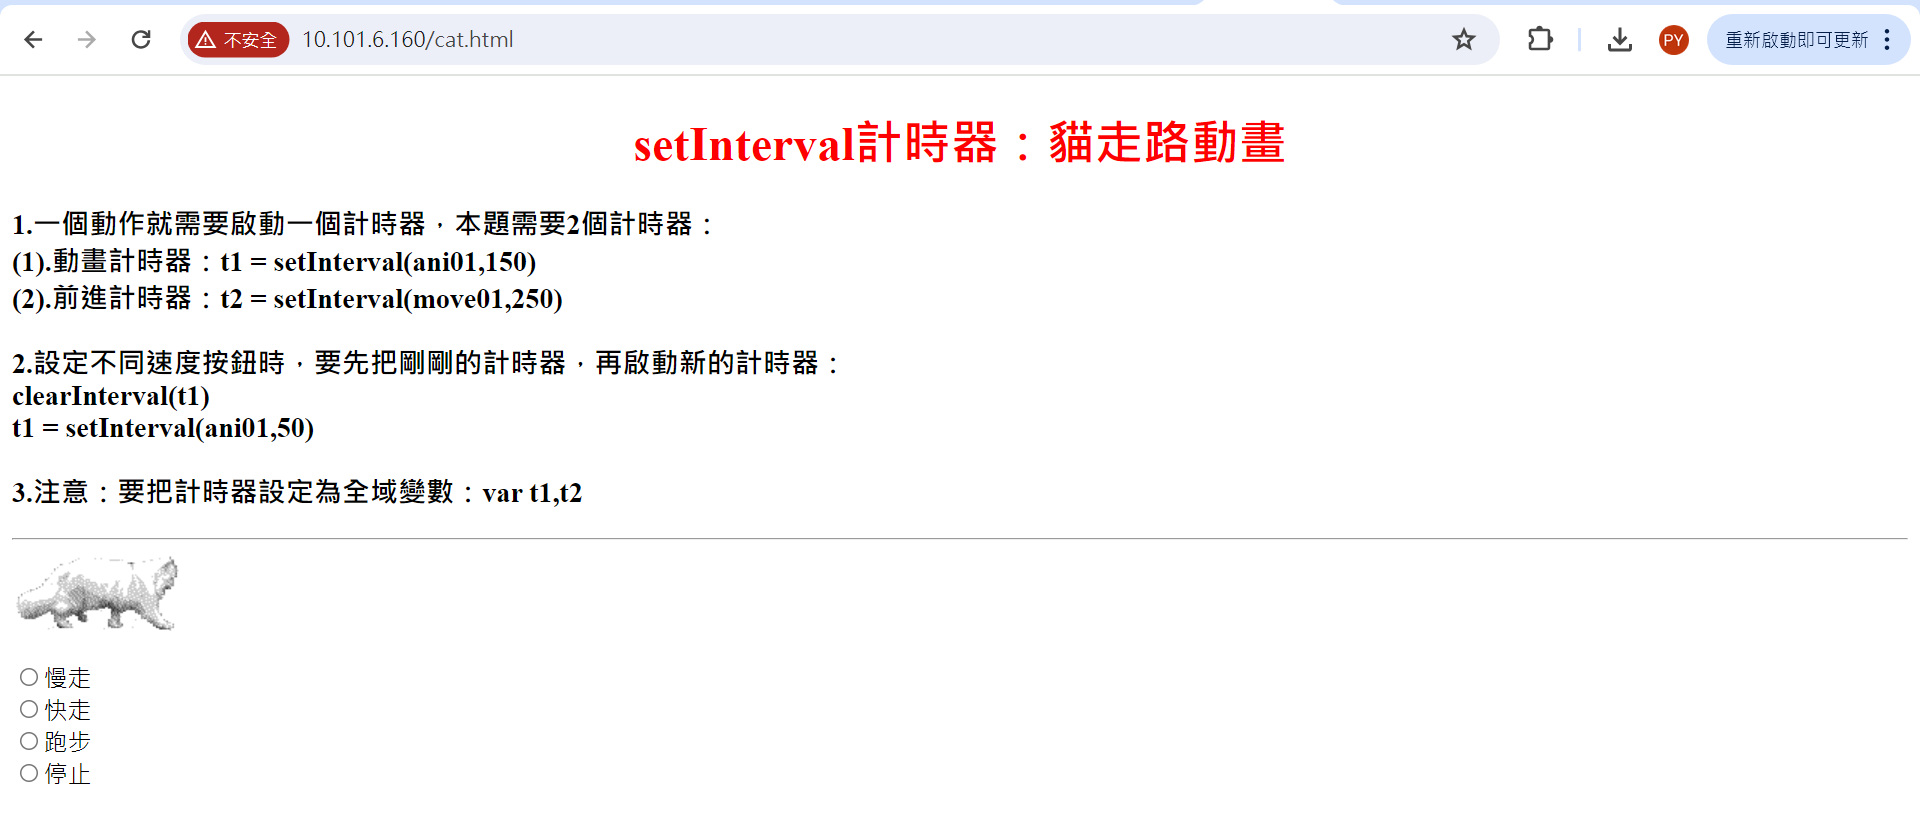 不安全
10.101.6.160/cat.html
PY
重新啟動即可更新
setInterval計時器：貓走路動畫
1.一個動作就需要啟動一個計時器，本題需要2個計時器：
(1).動畫計時器：t1 = setInterval(ani01,150)
(2).前進計時器：t2 = setInterval(move01,250)
2.設定不同速度按鈕時，要先把剛剛的計時器，再啟動新的計時器：
clearInterval(t1)
t1 = setInterval(ani01,50)
3.注意：要把計時器設定為全域變數：var t1,t2
慢走
快走
跑步
停止